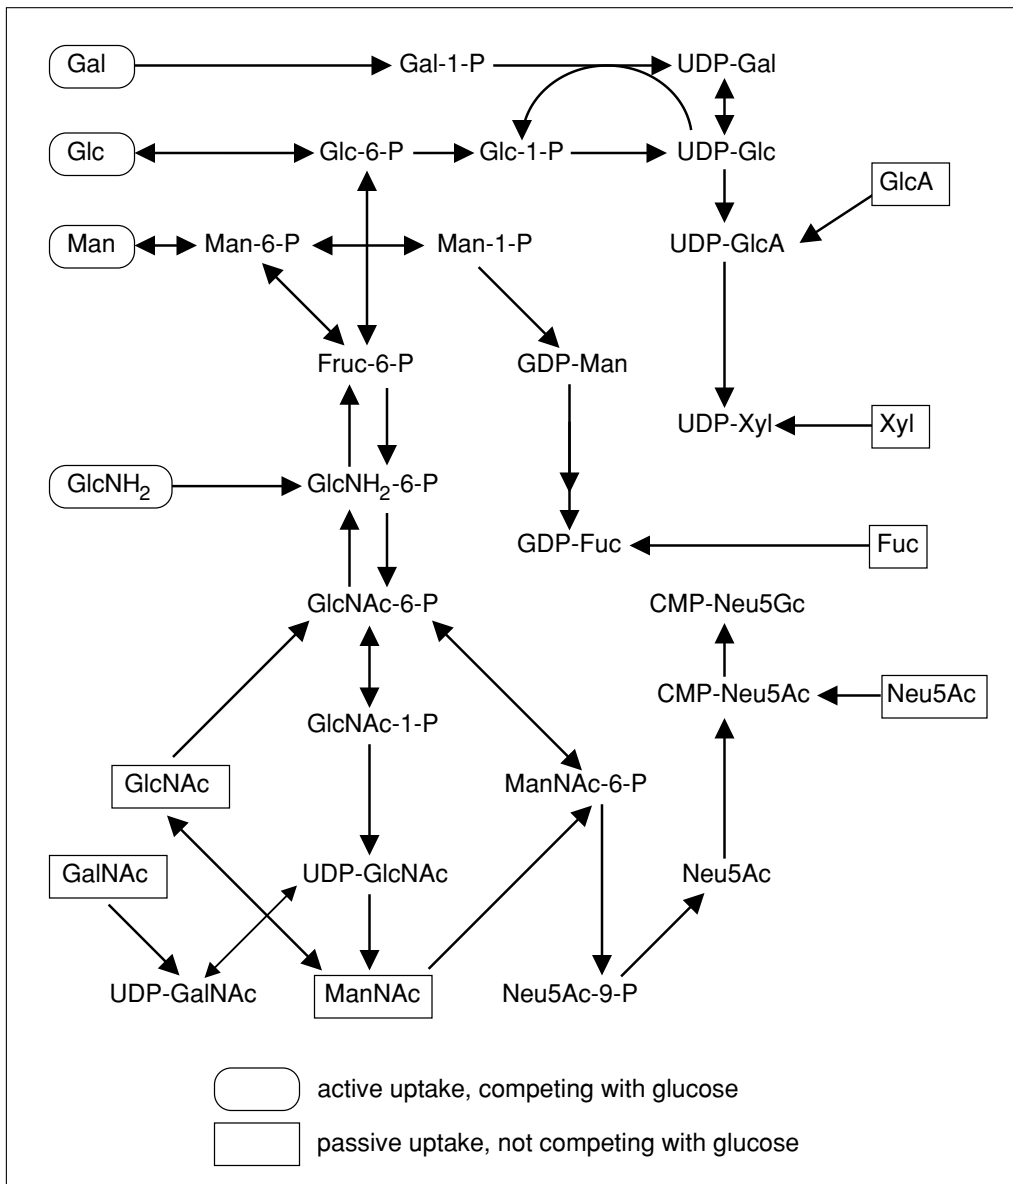 Gal Gal-1-P UDP-Gal
Glc Glc-6-P Glc-1-P UDP-Glc
GlcA
Man Man-6-P Man-1-P UDP-GlcA
Fruc-6-P GDP-Man
UDP-Xyl Xyl
GlcNH2 GlcNH2-6-P
GDP-Fuc Fuc
GlcNAc-6-P CMP-Neu5Gc
CMP-Neu5Ac Neu5Ac
GlcNAc-1-P
GlcNAc ManNAc-6-P
GalNAc UDP-GlcNAc Neu5Ac
UDP-GalNAc ManNAc Neu5Ac-9-P
active uptake, competing with glucose
passive uptake, not competing with glucose